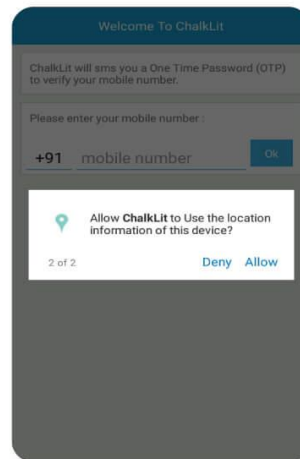 Welcome To ChalkLit
ChalkLit will sms you a One Time Password (OTP)
to verify your mobile number.
Please enter your mobile number :
+91 mobile number Ok
Allow ChalkLit to Use the location
information of this device?
2 of 2 Deny Allow